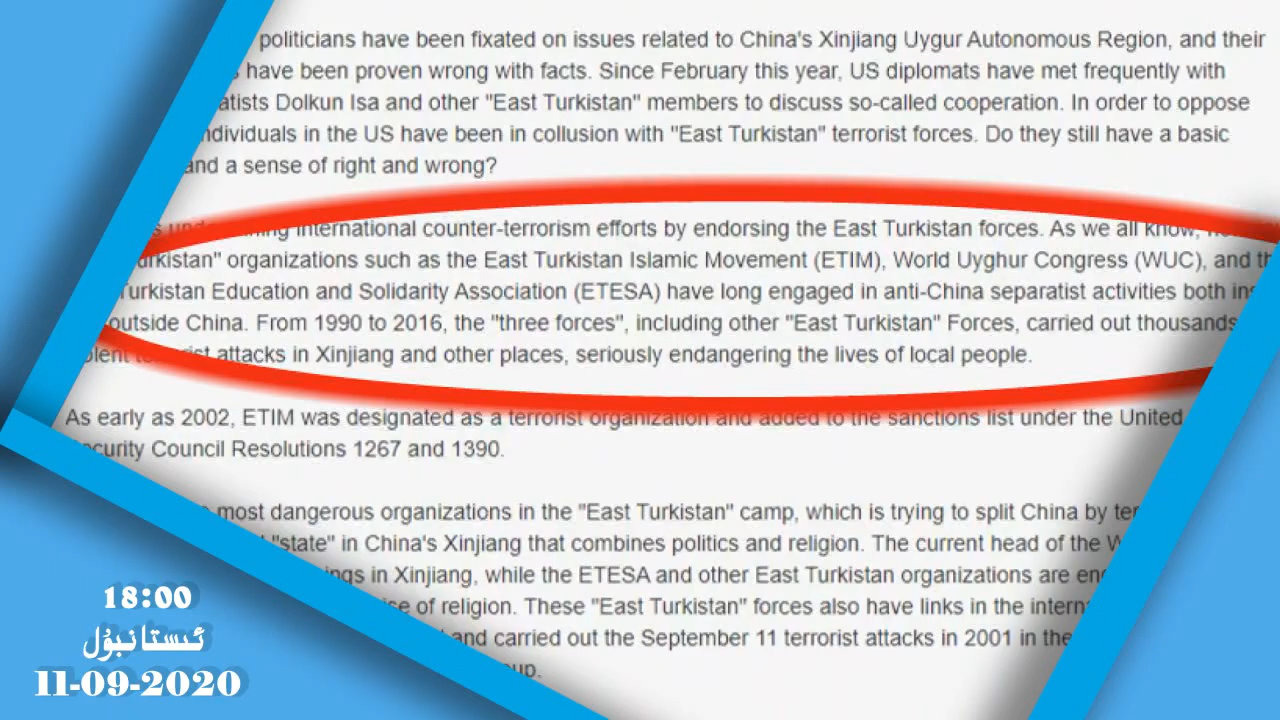 politicians have been fixated on issues related to China's Xinjiang Uygur Autonomous Region, and their
have been proven wrong with facts. Since February this year, US diplomats have met frequently with
Dolkun Isa and other "East Turkistan" members to discuss so-called cooperation. In order to oppose
individuals in the US have been in collusion with "East Turkistan" terrorist forces. Do they still have a basic
and a sense of right and wrong?
international counter-terrorism efforts by endorsing the East Turkistan forces. As we all know,
organizations such as the East Turkistan Islamic Movement (ETIM), World Uyghur Congress (WUC), and
Turkistan Education and Solidarity Association (ETESA) have long engaged in anti-China separatist activities both
outside China. From 1990 to 2016, the "three forces", including other "East Turkistan" Forces, carried out thousands
attacks in Xinjiang and other places, seriously endangering the lives of local people.
As early as 2002, ETIM was designated as a terrorist organization and added to the sanctions list under the United
Security Council Resolutions 1267 and 1390.
most dangerous organizations in the "East Turkistan" camp, which is trying to split China by
"state" in China's Xinjiang that combines politics and religion. The current head of the
in Xinjiang, while the ETESA and other East Turkistan organizations are
of religion. These "East Turkistan" forces also have links in the
and carried out the September 11 terrorist attacks in 2001 in the
18:00
ئىستانبۇل
11-09-2020